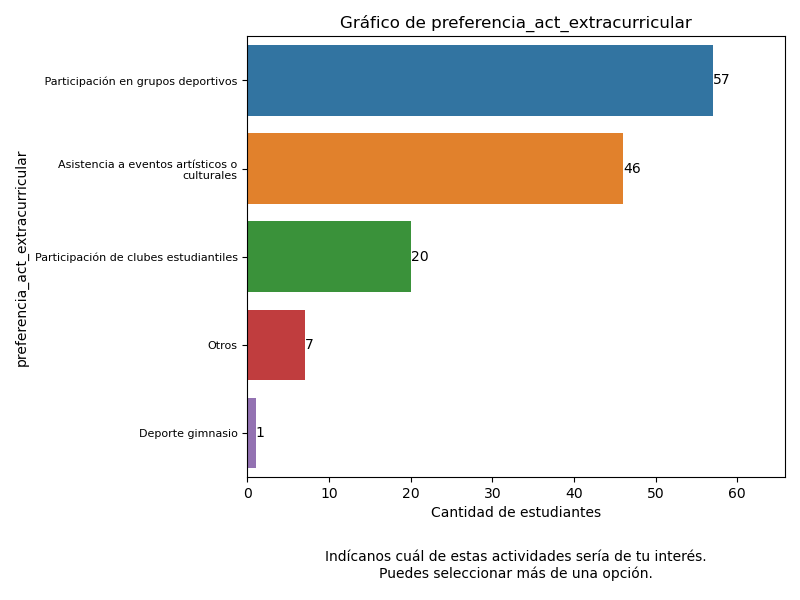 Gráfico de preferencia_act_extracurricular
preferencia_act_extracurricular
Participación en grupos deportivos
57
Asistencia a eventos artísticos o
culturales
46
Participación de clubes estudiantiles
20
Otros
7
Deporte gimnasio
1
0 10 20 30 40 50 60
Cantidad de estudiantes
Indícanos cuál de estas actividades sería de tu interés.
Puedes seleccionar más de una opción.